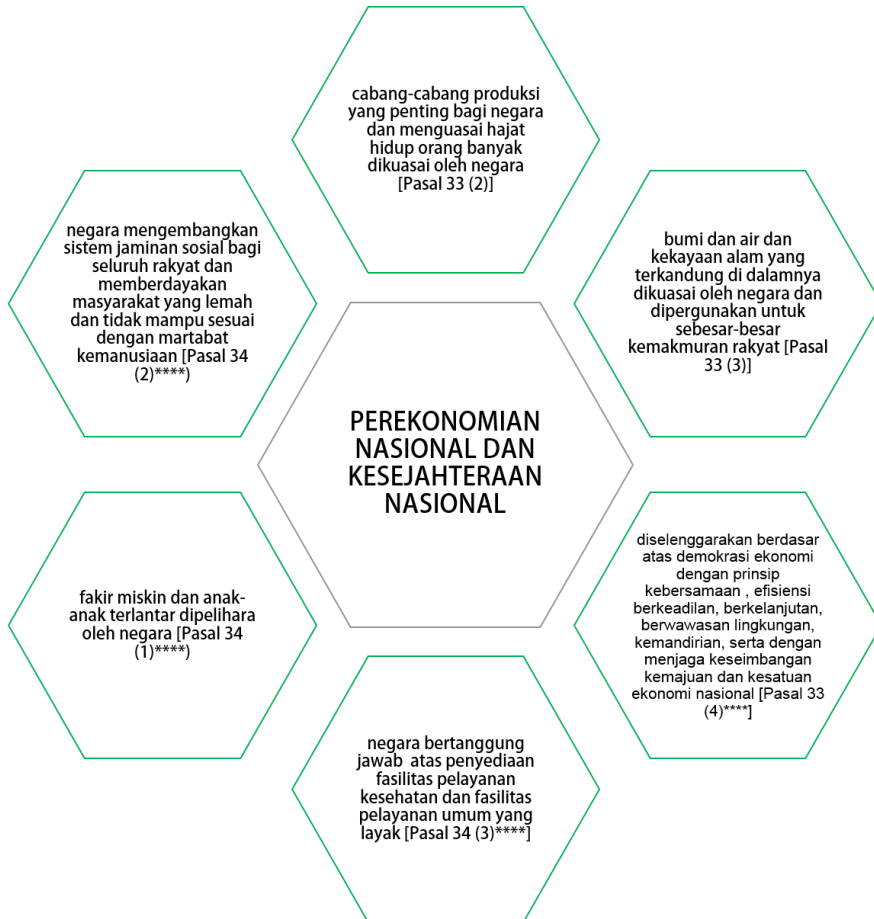 cabang-cabang produksi
yang penting bagi negara
dan menguasai hajat
hidup orang banyak
dikuasai oleh negara
[Pasal 33 (2)]
negara mengembangkan
sistem jaminan sosial bagi
seluruh rakyat dan
memberdayakan
masyarakat yang lemah
dan tidak mampu sesuai
dengan martabat
kemanusiaan [Pasal 34
(2)****)
bumi dan air dan
kekayaan alam yang
terkandung di dalamnya
dikuasai oleh negara dan
dipergunakan untuk
sebesar-besar
kemakmuran rakyat [Pasal
33 (3)]
PEREKONOMIAN
NASIONAL DAN
KESEJAHTERAAN
NASIONAL
fakir miskin dan anak-
anak terlantar dipelihara
oleh negara [Pasal 34
(1)****)
diselenggarakan berdasar
atas demokrasi ekonomi
dengan prinsip
kebersamaan , efisiensi
berkeadilan, berkelanjutan,
berwawasan lingkungan,
kemandirian, serta dengan
menjaga keseimbangan
kemajuan dan kesatuan
ekonomi nasional [Pasal 33
(4)****]
negara bertanggung
jawab  atas penyediaan
fasilitas pelayanan
kesehatan dan fasilitas
pelayanan umum yang
layak [Pasal 34 (3)****]